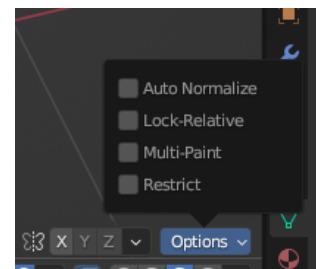 Auto Normalize
Lock-Relative
Multi-Paint
Restrict
X Y Z Options